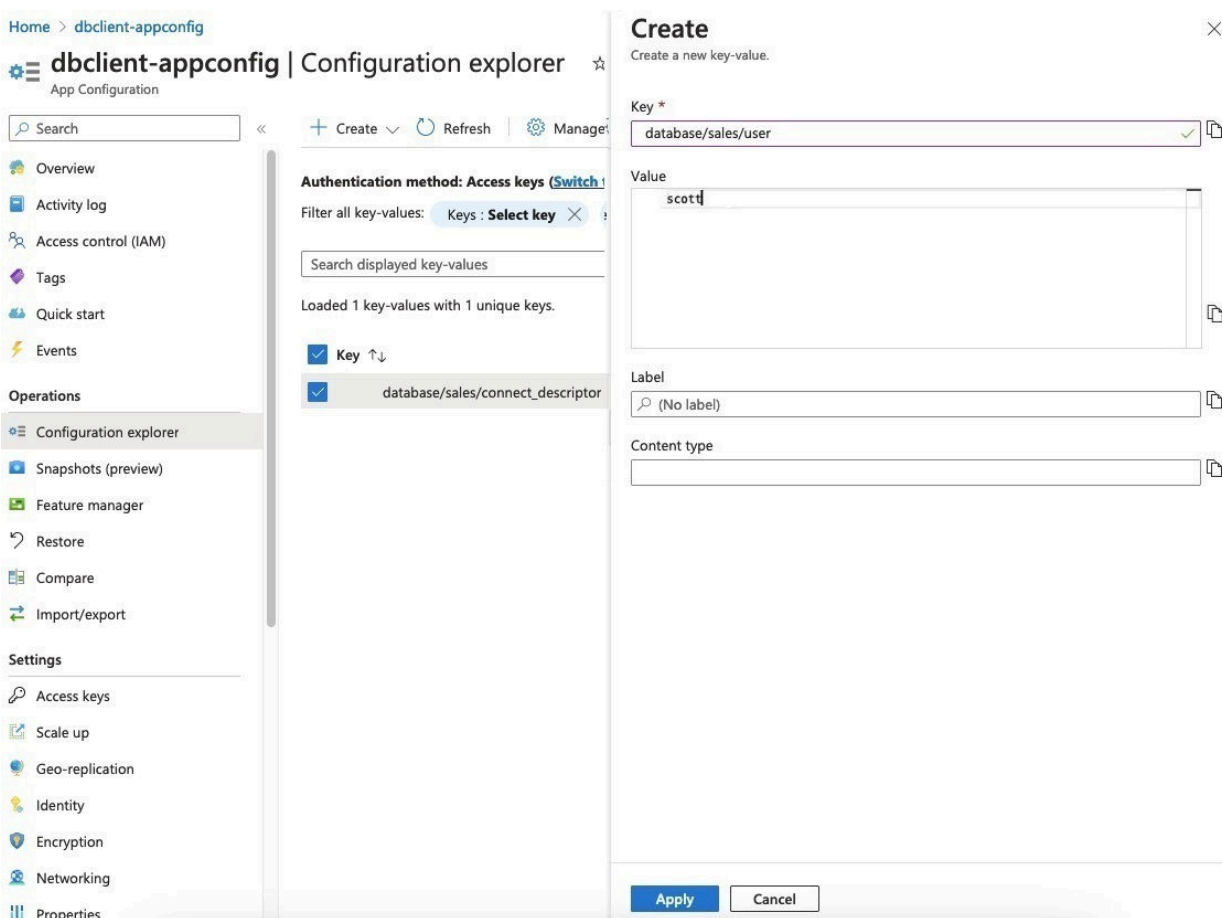 Home > dbclient-appconfig
dbclient-appconfig | Configuration explorer
App Configuration
Search
Overview
Activity log
Access control (IAM)
Tags
Quick start
Events
Operations
Configuration explorer
Snapshots (preview)
Feature manager
Restore
Compare
Import/export
Settings
Access keys
Scale up
Geo-replication
Identity
Encryption
Networking
Properties
Create Refresh Manage
Authentication method: Access keys (Switch
Filter all key-values: Keys : Select key
Search displayed key-values
Loaded 1 key-values with 1 unique keys.
Key
database/sales/connect_descriptor
Create
Create a new key-value.
Key *
database/sales/user
Value
scott
Label
(No label)
Content type
Apply Cancel